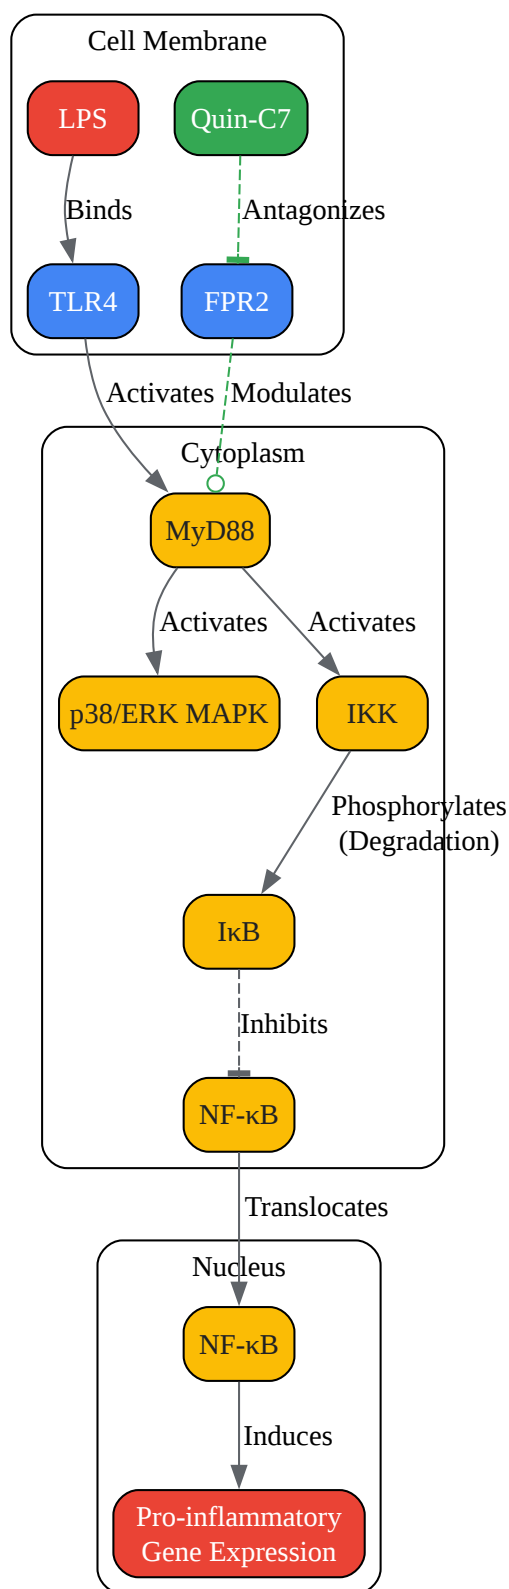 Cell Membrane
LPS
Quin-C7
Binds
Antagonizes
TLR4
FPR2
Activates
Modulates
Cytoplasm
MyD88
Activates
Activates
p38/ERK MAPK
IKK
Phosphorylates
(Degradation)
IκB
Inhibits
NF-κB
Translocates
Nucleus
NF-κB
Induces
Pro-inflammatory
Gene Expression